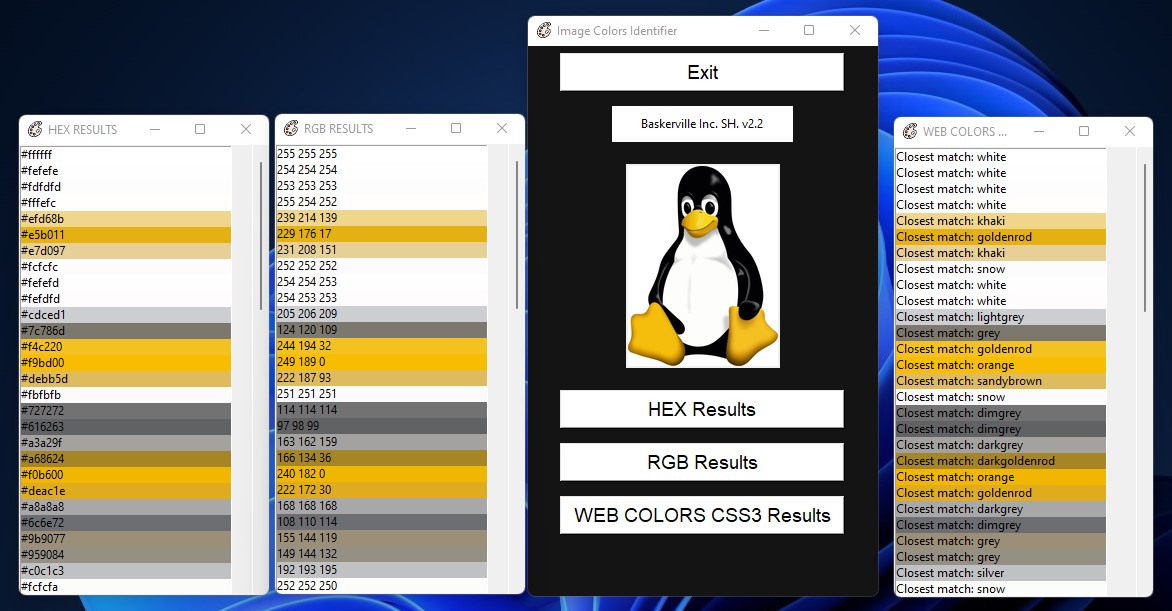 HEX RESULTS
#ffffff
#fefefe
#fdfdfd
#fffefc
#efd68b
#e5b011
#e7d097
#fcfcfc
#fefefd
#fefdfd
#cdced1
#7c786d
#f4c220
#f9bd00
#debb5d
#fbfbfb
#727272
#616263
#a3a29f
#a68624
#f0b600
#deac1e
#a8a8a8
#6c6e72
#9b9077
#959084
#c0c1c3
#fcfcfa
RGB RESULTS
255 255 255
254 254 254
253 253 253
255 254 252
239 214 139
229 176 17
231 208 151
252 252 252
254 254 253
254 253 253
205 206 209
124 120 109
244 194 32
249 189 0
222 187 93
251 251 251
114 114 114
97 98 99
163 162 159
166 134 36
240 182 0
222 172 30
168 168 168
108 110 114
155 144 119
149 144 132
192 193 195
252 252 250
Image Colors Identifier
Exit
Baskerville Inc. SH. v2.2
HEX Results
RGB Results
WEB COLORS CSS3 Results
WEB COLORS ...
Closest match: white
Closest match: white
Closest match: white
Closest match: white
Closest match: khaki
Closest match: goldenrod
Closest match: khaki
Closest match: snow
Closest match: white
Closest match: white
Closest match: lightgrey
Closest match: grey
Closest match: goldenrod
Closest match: orange
Closest match: sandybrown
Closest match: snow
Closest match: dimgrey
Closest match: dimgrey
Closest match: darkgrey
Closest match: darkgoldenrod
Closest match: orange
Closest match: goldenrod
Closest match: darkgrey
Closest match: dimgrey
Closest match: grey
Closest match: grey
Closest match: silver
Closest match: snow